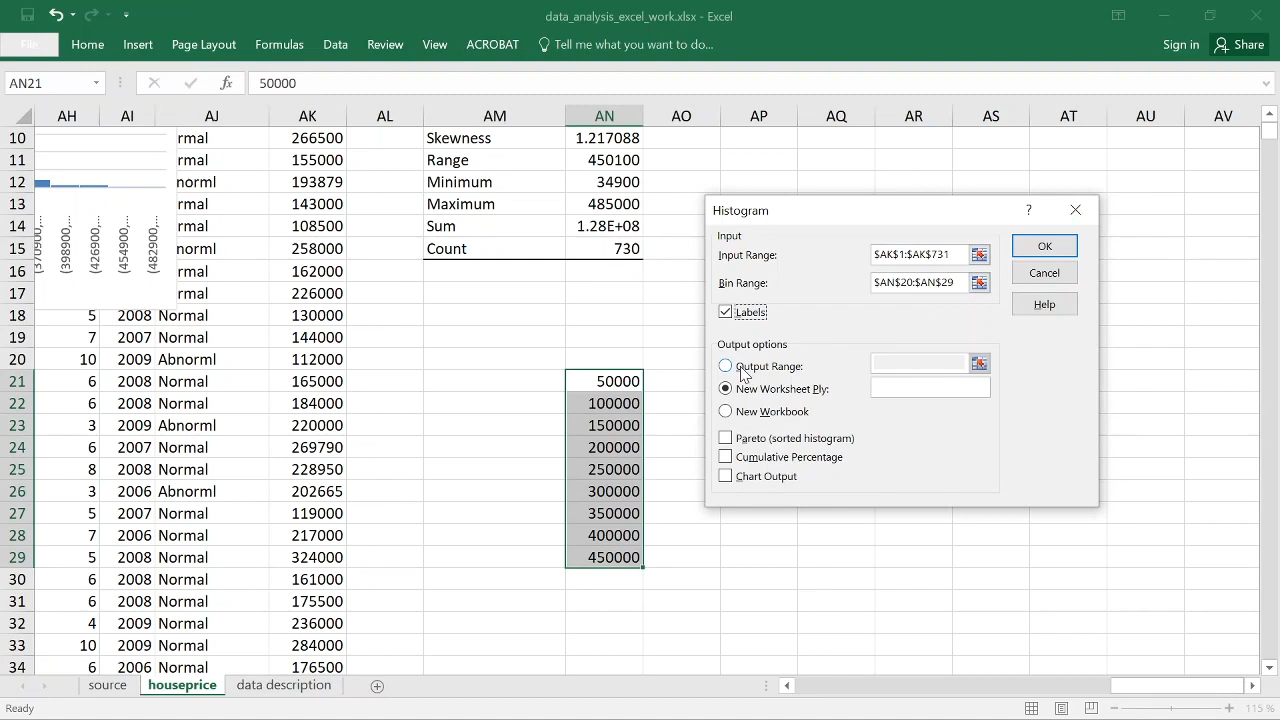 data_analysis_excel_work.xlsx - Excel
File Home Insert Page Layout Formulas Data Review View ACROBAT Tell me what you want to do... Sign in Share
AN21 fx 50000
AH AI AJ AK AL AM AN AO AP AQ AR AS AT AU AV
10 rmal 266500 Skewness 1.217088
11 rmal 155000 Range 450100
12 norml 193879 Minimum 34900
13 rmal 143000 Maximum 485000
14 rmal 108500 Sum 1.28E+08
15 rmal 258000 Count 730
16 rmal 162000
17 rmal 226000
18 5 2008 Normal 130000
19 7 2007 Normal 144000
20 10 2009 Abnorml 112000
21 6 2008 Normal 165000 50000
22 6 2008 Normal 184000 100000
23 3 2009 Abnorml 220000 150000
24 6 2007 Normal 269790 200000
25 8 2008 Normal 228950 250000
26 3 2006 Abnorml 202665 300000
27 5 2007 Normal 119000 350000
28 7 2006 Normal 217000 400000
29 5 2008 Normal 324000 450000
30 6 2008 Normal 161000
31 6 2008 Normal 175500
32 4 2009 Normal 236000
33 10 2009 Normal 284000
34 6 2006 Normal 176500
(370900,...
(398900,...
(426900,...
(454900,...
(482900,...
Histogram ?
Input
Input Range: $AK$1:$AK$731 OK
Bin Range: $AN$20:$AN$29 Cancel
Labels Help
Output options
Output Range:
New Worksheet Ply:
New Workbook
Pareto (sorted histogram)
Cumulative Percentage
Chart Output
source houseprice data description
Ready 115 %